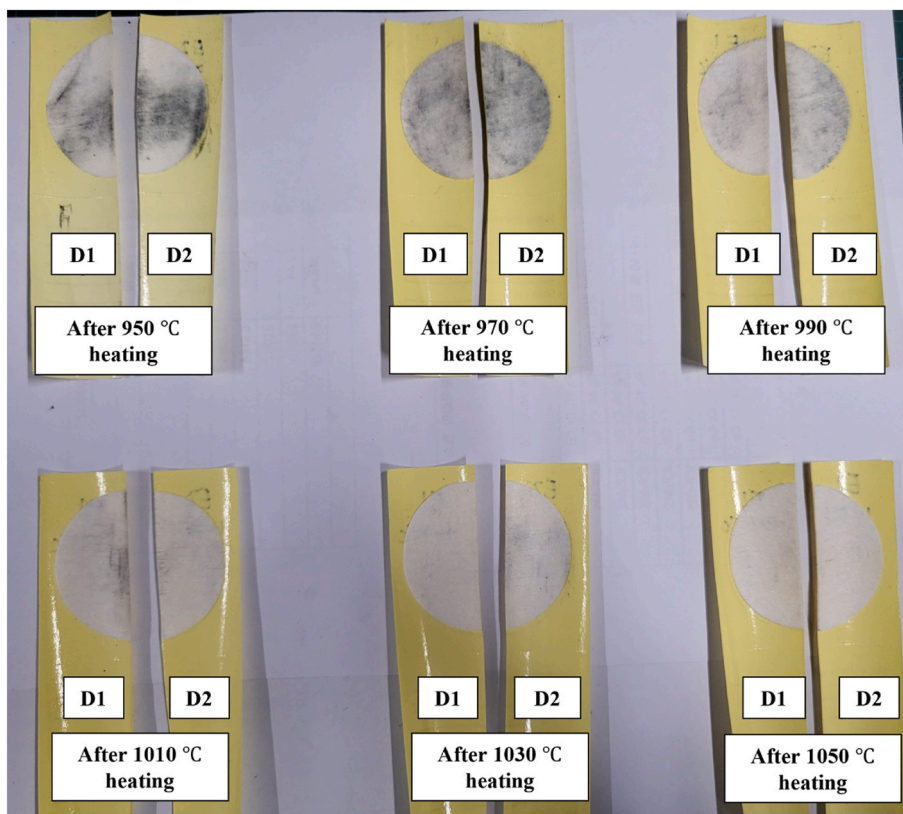 D1
D2
After 950 ℃
heating
D1
D2
After 970 ℃
heating
D1
D2
After 990 ℃
heating
D1
D2
After 1010 ℃
heating
D1
D2
After 1030 ℃
heating
D1
D2
After 1050 ℃
heating